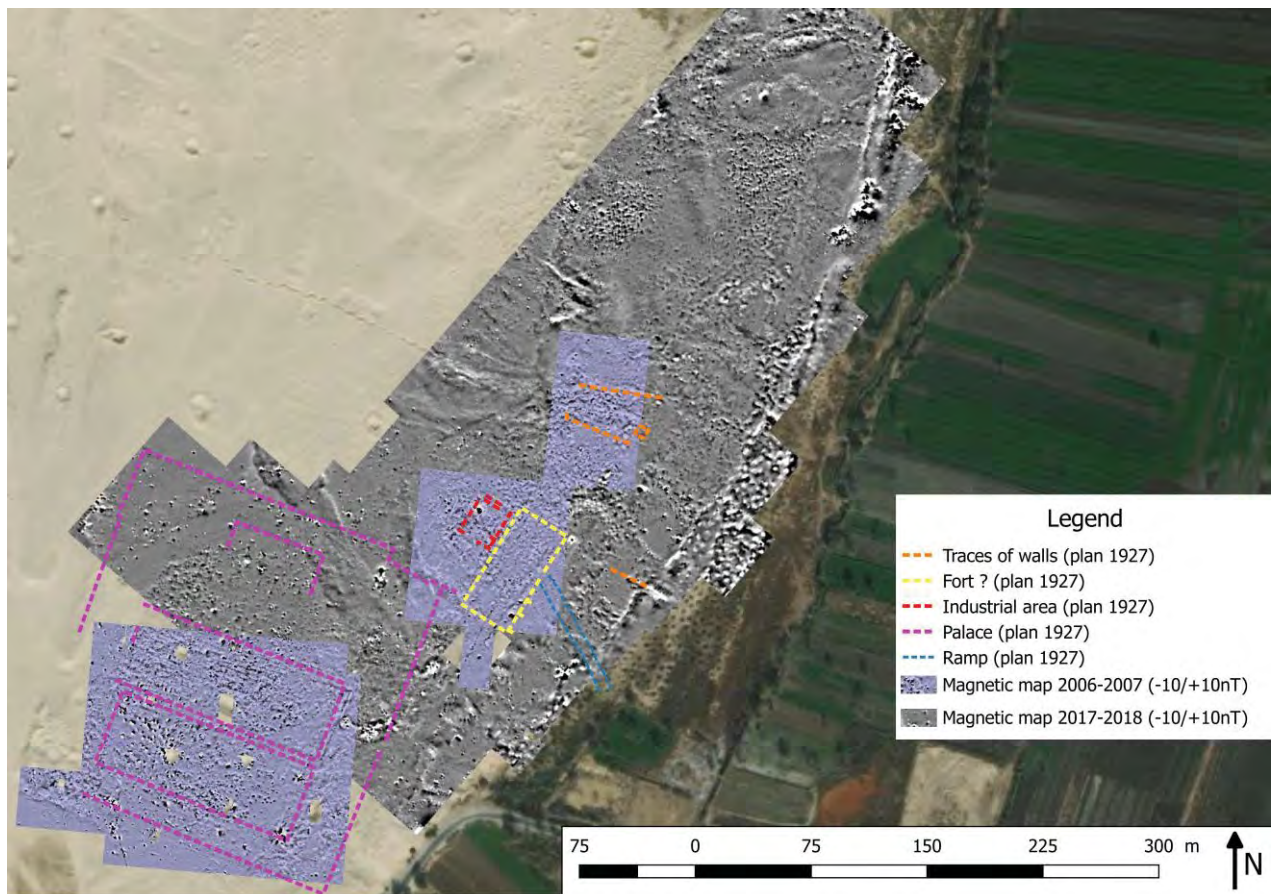 Legend
Traces of walls (plan 1927)
Fort ? (plan 1927)
Industrial area (plan 1927)
Palace (plan 1927)
Ramp (plan 1927)
Magnetic map 2006-2007 (-10/+10nT)
Magnetic map 2017-2018 (-10/+10nT)
75 0 75 150 225 300 m
N